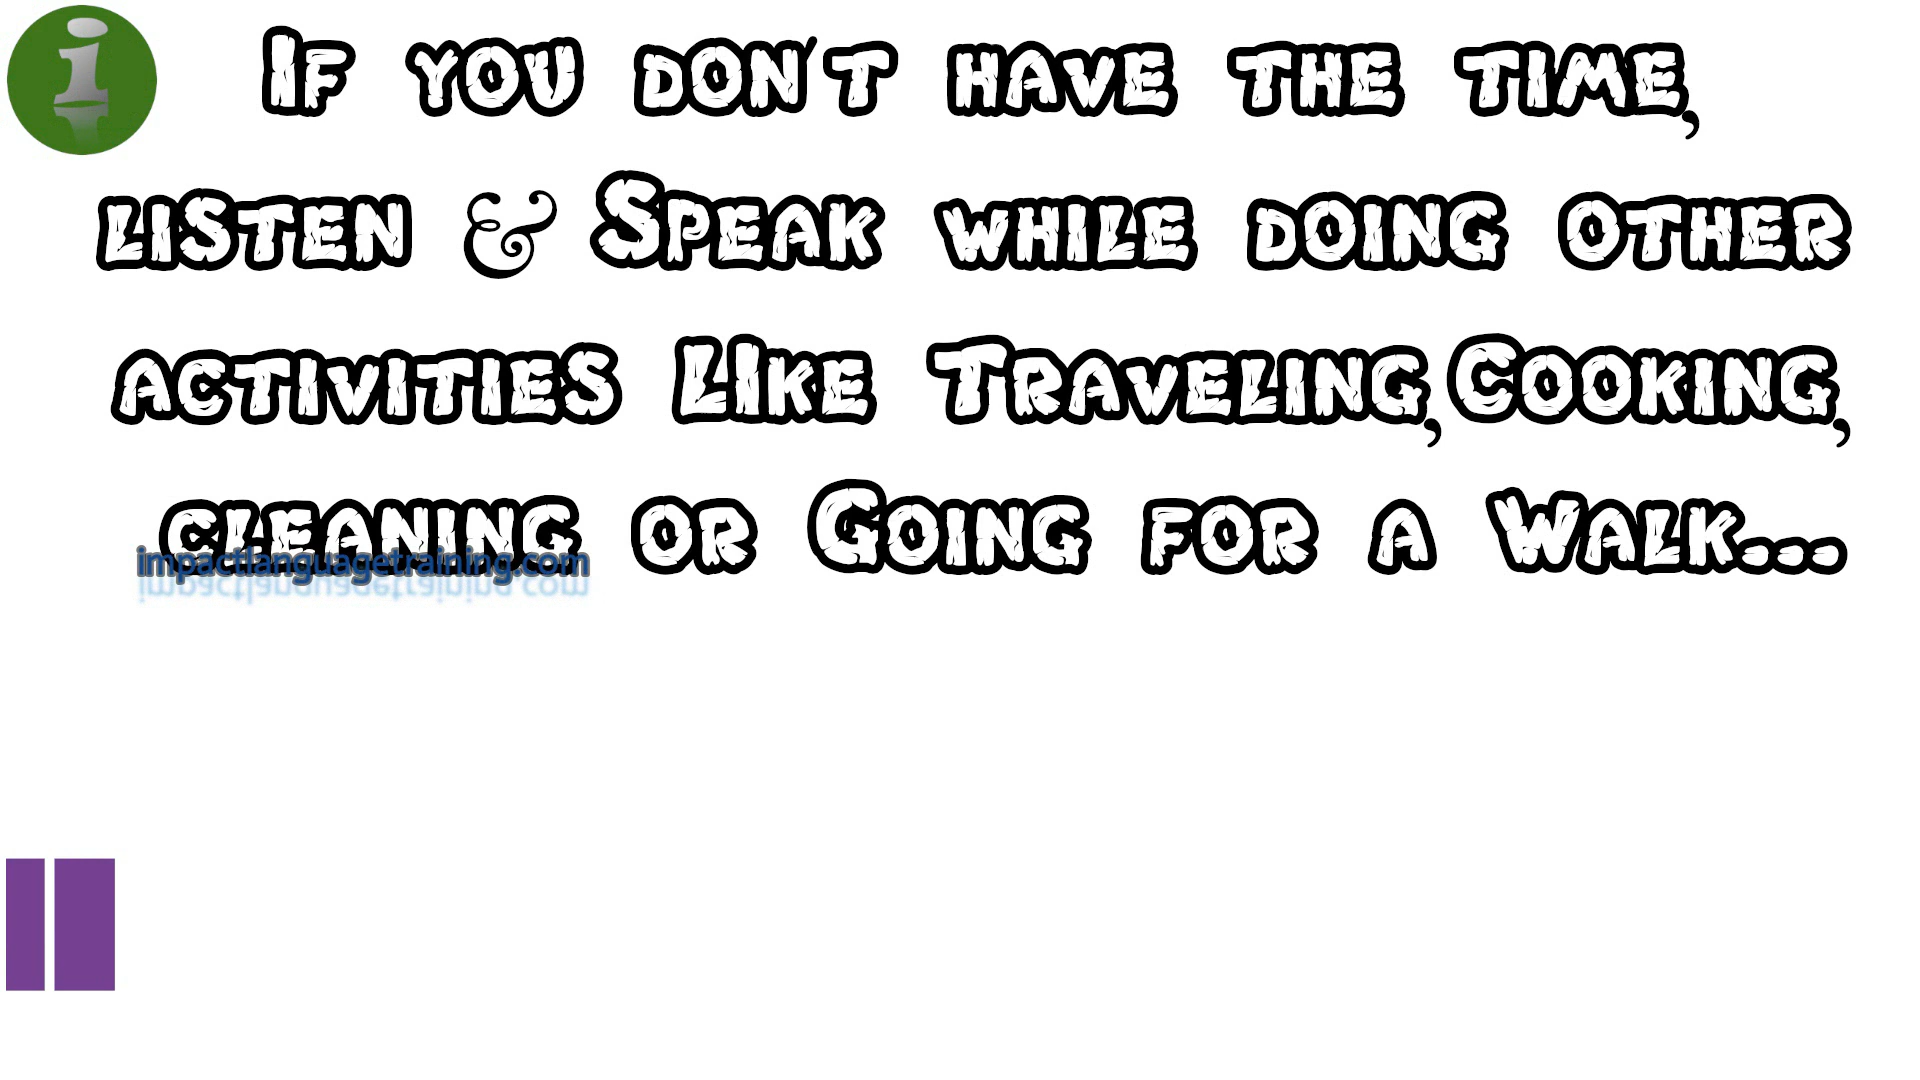 i
If you don't have the time,
listen & Speak while doing other
activities LIke Traveling, Cooking,
cleaning or Going for a Walk...
impactlanguagetraining.com